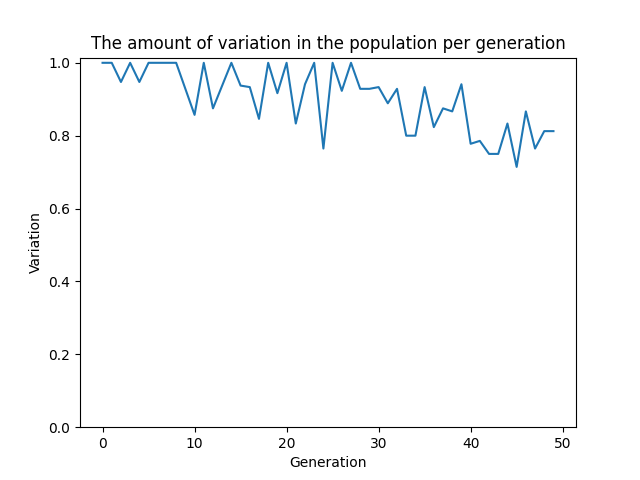 The amount of variation in the population per generation
1.0
0.8
0.6
0.4
0.2
0.0
Variation
0 10 20 30 40 50
Generation